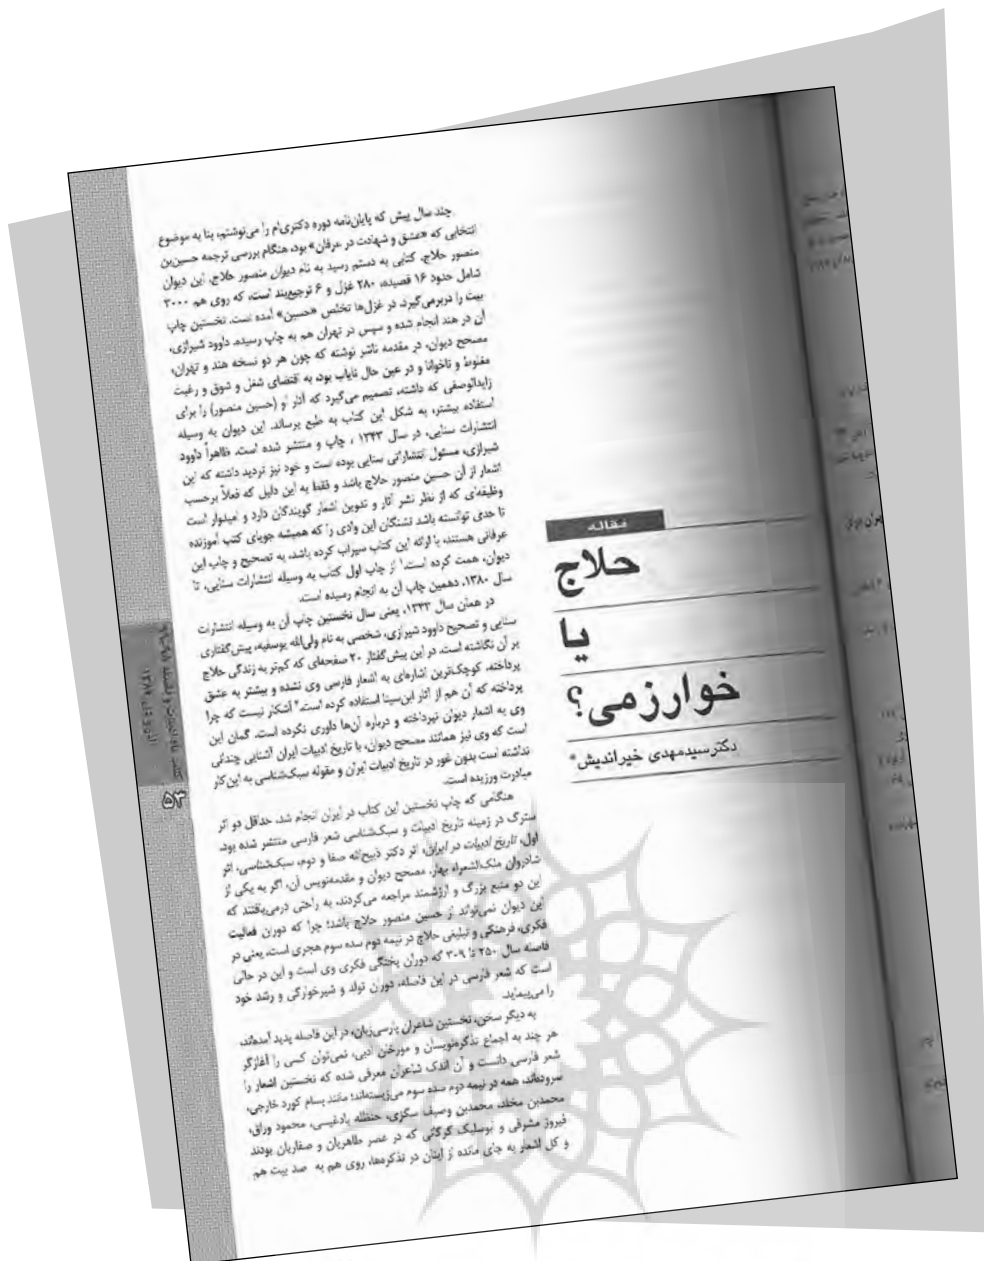 مقاله
حلاج
یا
خوارزمی؟
دکتر سیدمهدی خیراندیش*
چند سال پیش که پایان‌نامه دوره دکتری‌ام را می‌نوشتم، بنا به موضوع
انتخابی که «عشق و شهادت در عرفان» بود، هنگام بررسی ترجمه حسین‌بن
منصور حلاج، کتابی به دستم رسید به نام دیوان منصور حلاج، این دیوان
شامل حدود ۱۶ قصیده، ۲۸۰ غزل و ۶ ترجیع‌بند است، که روی هم ۳۰۰۰
بیت را دربرمی‌گیرد. در غزل‌ها تخلص «حسین» آمده است. نخستین چاپ
آن در هند انجام شده و سپس در تهران هم به چاپ رسیده. داوود شیرازی،
مصحح دیوان، در مقدمه ناشر نوشته که چون هر دو نسخه هند و تهران،
مغلوط و ناخوانا و در عین حال نایاب بود، به اقتضای شغل و شوق و رغبت
زایدالوصفی که داشته، تصمیم می‌گیرد که آثار او (حسین منصور) را برای
استفاده بیشتر، به شکل این کتاب به طبع برساند. این دیوان به وسیله
انتشارات سنایی، در سال ۱۳۴۳ ، چاپ و منتشر شده است. ظاهراً داوود
شیرازی، مسئول انتشاراتی سنایی بوده است و خود نیز تردید داشته که این
اشعار از آن حسین منصور حلاج باشد و فقط به این دلیل که فعلاً برحسب
وظیفه‌ای که از نظر نشر آثار و تدوین اشعار گویندگان دارد و امیدوار است
تا حدی توانسته باشد تشنگان این وادی را که همیشه جویای کتب آموزنده
عرفانی هستند، با ارائه این کتاب سیراب کرده باشد، به تصحیح و چاپ این
دیوان، همت کرده است.۱ از چاپ اول کتاب به وسیله انتشارات سنایی، تا
سال ۱۳۸۰، دهمین چاپ آن به انجام رسیده است.
در همان سال ۱۳۴۳، یعنی سال نخستین چاپ آن به وسیله انتشارات
سنایی و تصحیح داوود شیرازی، شخصی به نام ولی‌الله یوسفیه، پیش‌گفتاری
بر آن نگاشته است. در این پیش‌گفتار ۲۰ صفحه‌ای که کم‌تر به زندگی حلاج
پرداخته، کوچک‌ترین اشاره‌ای به اشعار فارسی وی نشده و بیشتر به عشق
پرداخته که آن هم از آثار ابن‌سینا استفاده کرده است.۲ آشکار نیست که چرا
وی به اشعار دیوان نپرداخته و درباره آن‌ها داوری نکرده است. گمان این
است که وی نیز همانند مصحح دیوان، با تاریخ ادبیات ایران آشنایی چندانی
نداشته است بدون غور در تاریخ ادبیات ایران و مقوله سبک‌شناسی به این کار
مبادرت ورزیده است.
هنگامی که چاپ نخستین این کتاب در ایران انجام شد، حداقل دو اثر
سترگ در زمینه تاریخ ادبیات و سبک‌شناسی شعر فارسی منتشر شده بود.
اول، تاریخ ادبیات در ایران، اثر دکتر ذبیح‌الله صفا و دوم، سبک‌شناسی، اثر
شادروان ملک‌الشعراء بهار. مصحح دیوان و مقدمه‌نویس آن، اگر به یکی از
این دو منبع بزرگ و ارزشمند مراجعه می‌کردند، به راحتی درمی‌یافتند که
این دیوان نمی‌تواند از حسین منصور حلاج باشد؛ چرا که دوران فعالیت
فکری، فرهنگی و تبلیغی حلاج در نیمه دوم سده سوم هجری است، یعنی در
فاصله سال ۲۵۰ تا ۳۰۹ که دوران پختگی فکری وی است و این در حالی
است که شعر فارسی در این فاصله، دوران تولد و شیرخوارگی و رشد خود
را می‌پیماید.
به دیگر سخن، نخستین شاعران پارسی‌زبان، در این فاصله پدید آمده‌اند.
هر چند به اجماع تذکره‌نویسان و مورخان ادبی، نمی‌توان کسی را آغازگر
شعر فارسی دانست و آن اندک شاعران معرفی شده که نخستین اشعار را
سروده‌اند، همه در نیمه دوم سده سوم می‌زیسته‌اند؛ مانند بسام کورد خارجی،
محمدبن مخلد، محمدبن وصیف سگزی، حنظله بادغیسی، محمود وراق،
فیروز مشرقی و ابوسلیک گرگانی که در عصر طاهریان و صفاریان بودند
و کل اشعار به جای مانده از اینان در تذکره‌ها، روی هم به صد بیت هم
۵۳